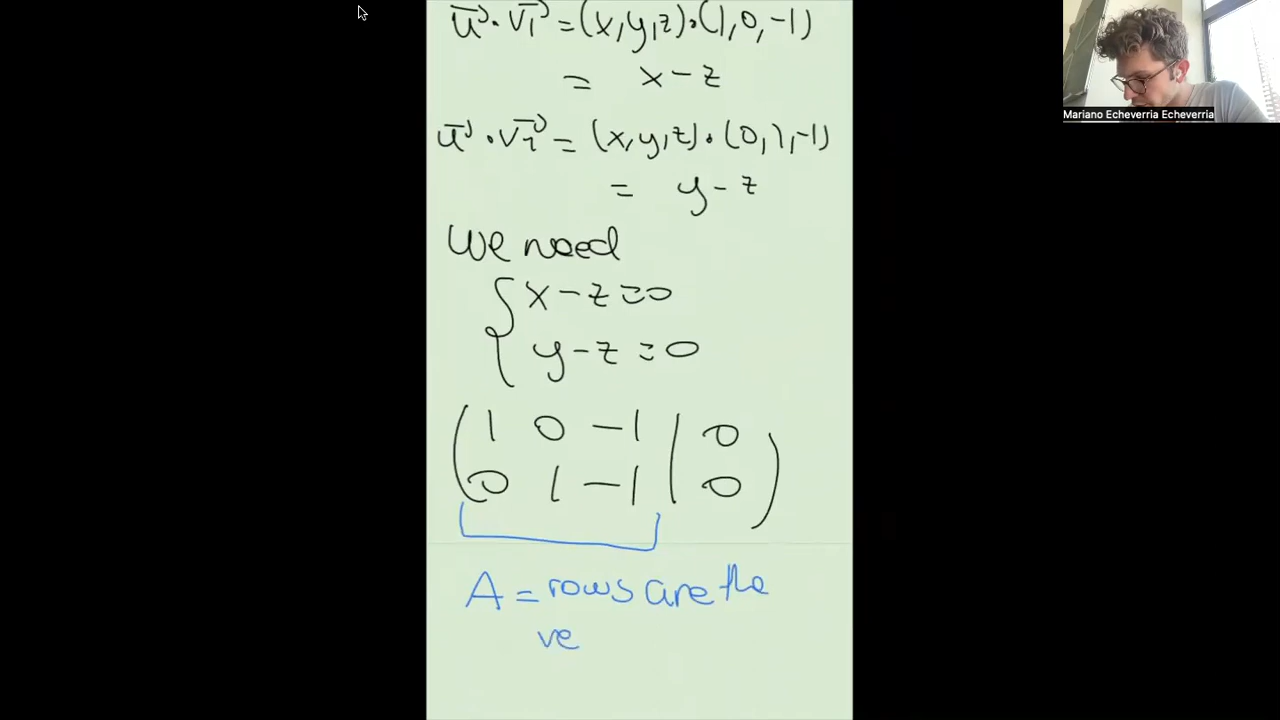 u⃗ · v⃗₁ = (x,y,z)·(1,0,-1)
= x-z
u⃗ · v⃗₂ = (x,y,z)·(0,1,-1)
= y-z
We need
{ x-z=0
y-z=0
( 1 0 -1 | 0
0 1 -1 | 0 )
A = rows are the
ve
Mariano Echeverria Echeverria